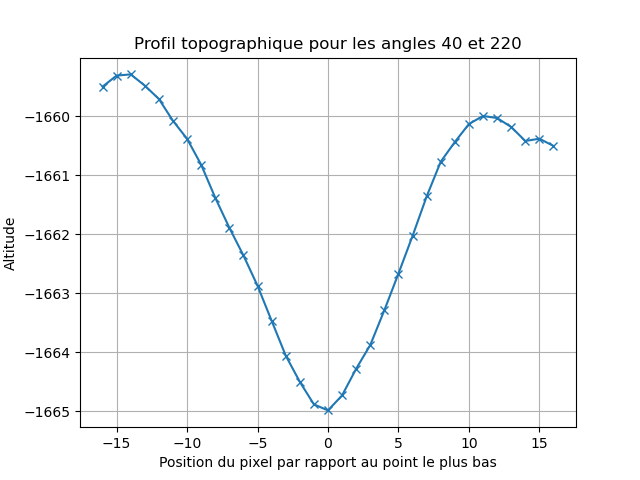 Profil topographique pour les angles 40 et 220
−1660
−1661
−1662
−1663
−1664
−1665
Altitude
−15 −10 −5 0 5 10 15
Position du pixel par rapport au point le plus bas